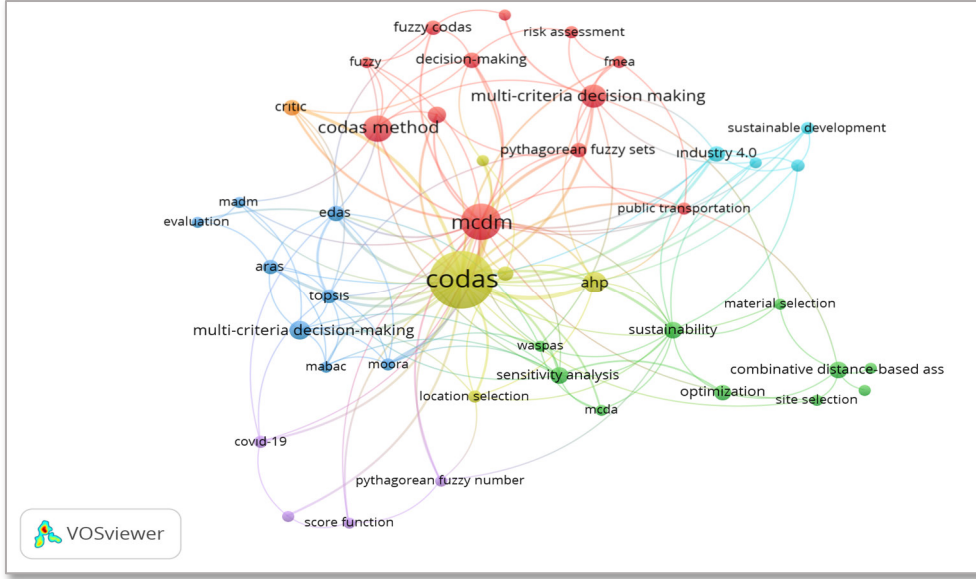 fuzzy codas
risk assessment
fuzzy
decision-making
fmea
multi-criteria decision making
critic
codas method
sustainable development
pythagorean fuzzy sets
industry 4.0
madm
evaluation
edas
public transportation
mcdm
aras
codas
ahp
topsis
material selection
multi-criteria decision-making
sustainability
waspas
mabac
moora
sensitivity analysis
combinative distance-based ass
location selection
optimization
site selection
mcda
covid-19
pythagorean fuzzy number
score function
VOSviewer